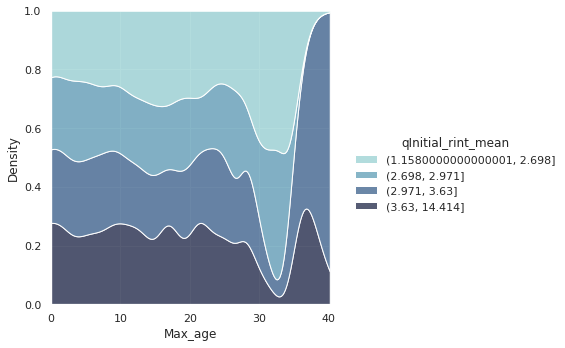 1.0
0.8
0.6
0.4
0.2
0.0
Density
0 10 20 30 40
Max_age
qInitial_rint_mean
(1.1580000000000001, 2.698]
(2.698, 2.971]
(2.971, 3.63]
(3.63, 14.414]